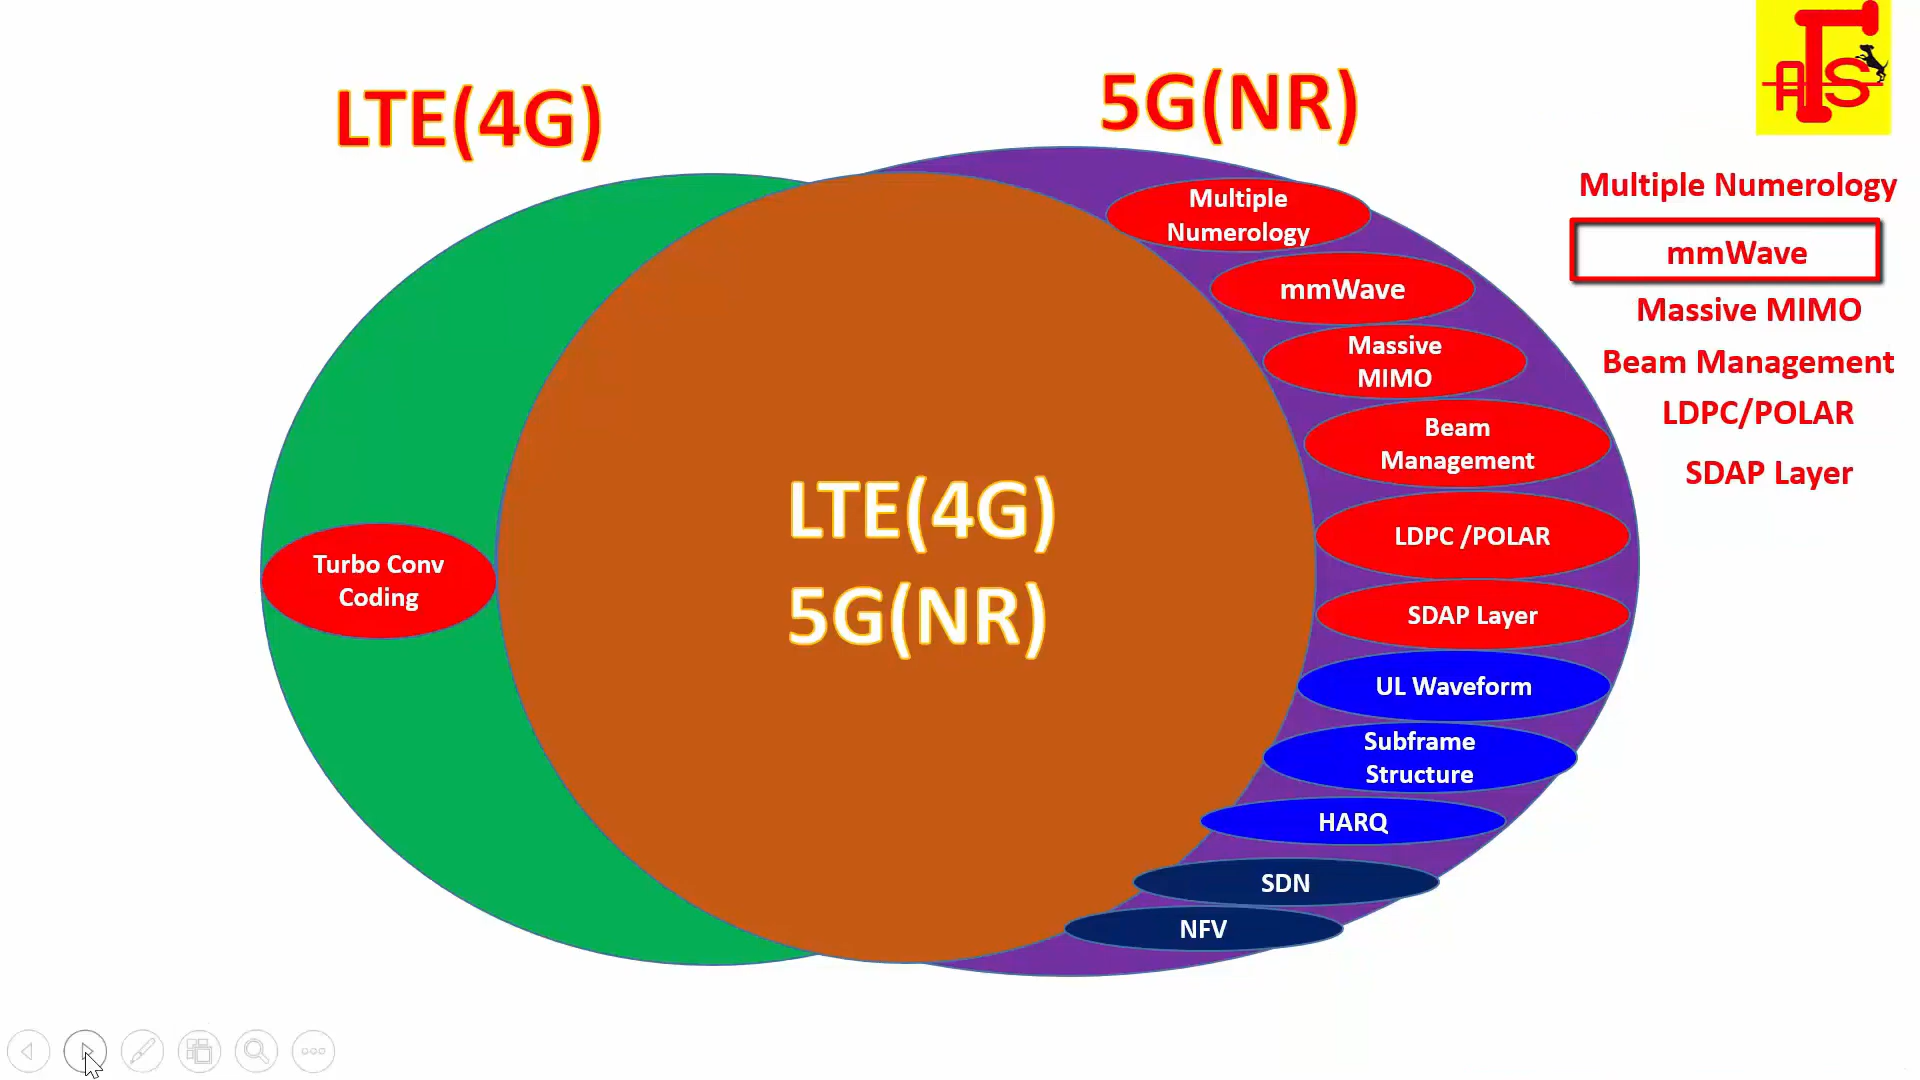 LTE(4G)
5G(NR)
AIS
Multiple Numerology
mmWave
Massive MIMO
Beam Management
LDPC/POLAR
SDAP Layer
Turbo Conv
Coding
LTE(4G)
5G(NR)
Multiple
Numerology
mmWave
Massive
MIMO
Beam
Management
LDPC /POLAR
SDAP Layer
UL Waveform
Subframe
Structure
HARQ
SDN
NFV